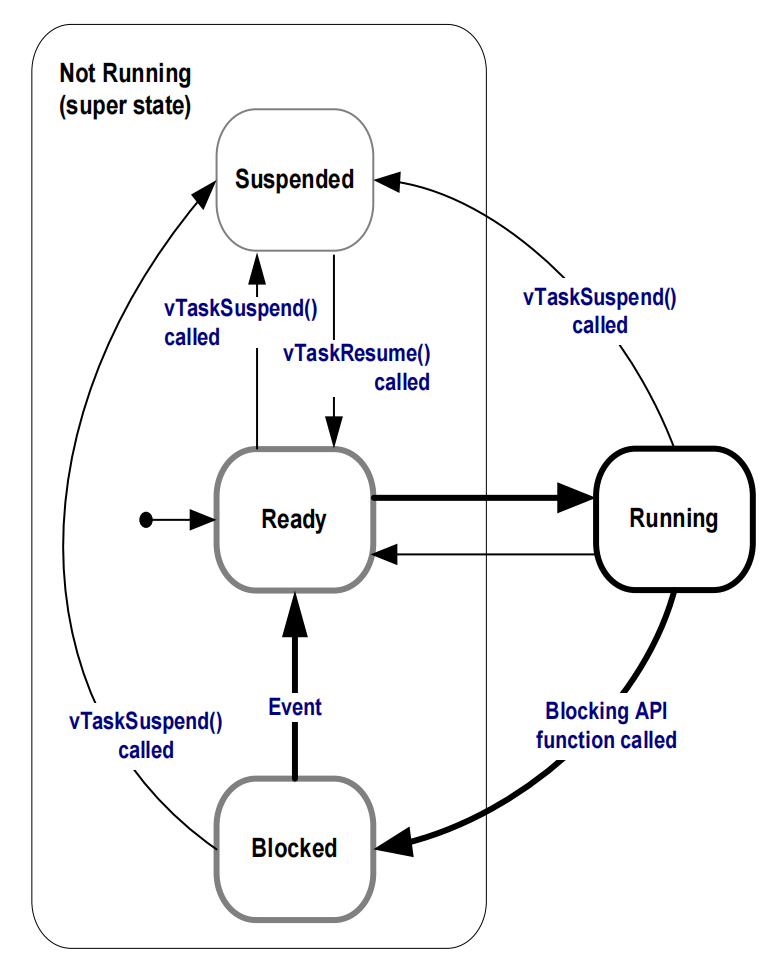 Not Running
(super state)
Suspended
vTaskSuspend()
called
vTaskResume()
called
vTaskSuspend()
called
Ready
Running
Event
vTaskSuspend()
called
Blocking API
function called
Blocked